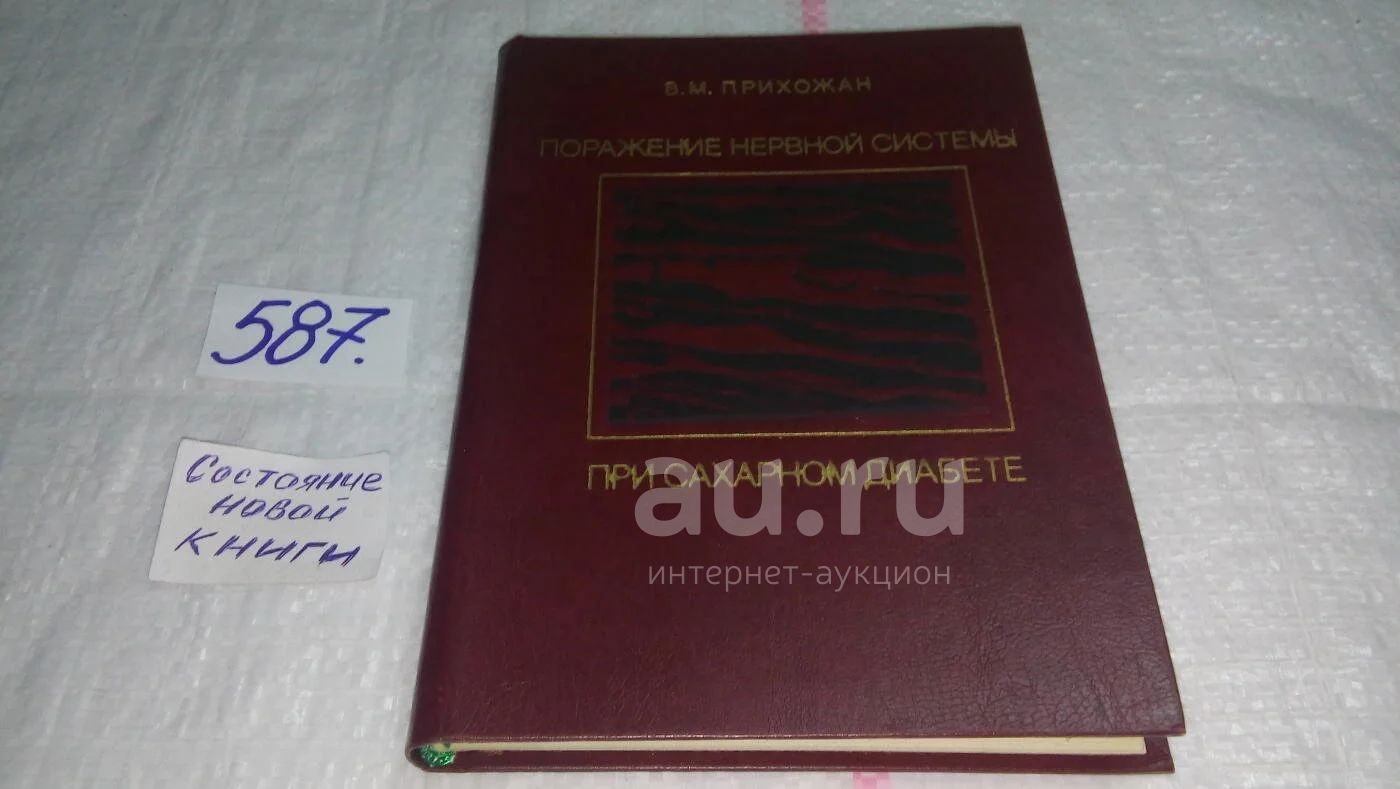 В.М. ПРИХОЖАН
ПОРАЖЕНИЕ НЕРВНОЙ СИСТЕМЫ
ПРИ САХАРНОМ ДИАБЕТЕ
587.
Состояние
новой
книги
au.ru
интернет-аукцион